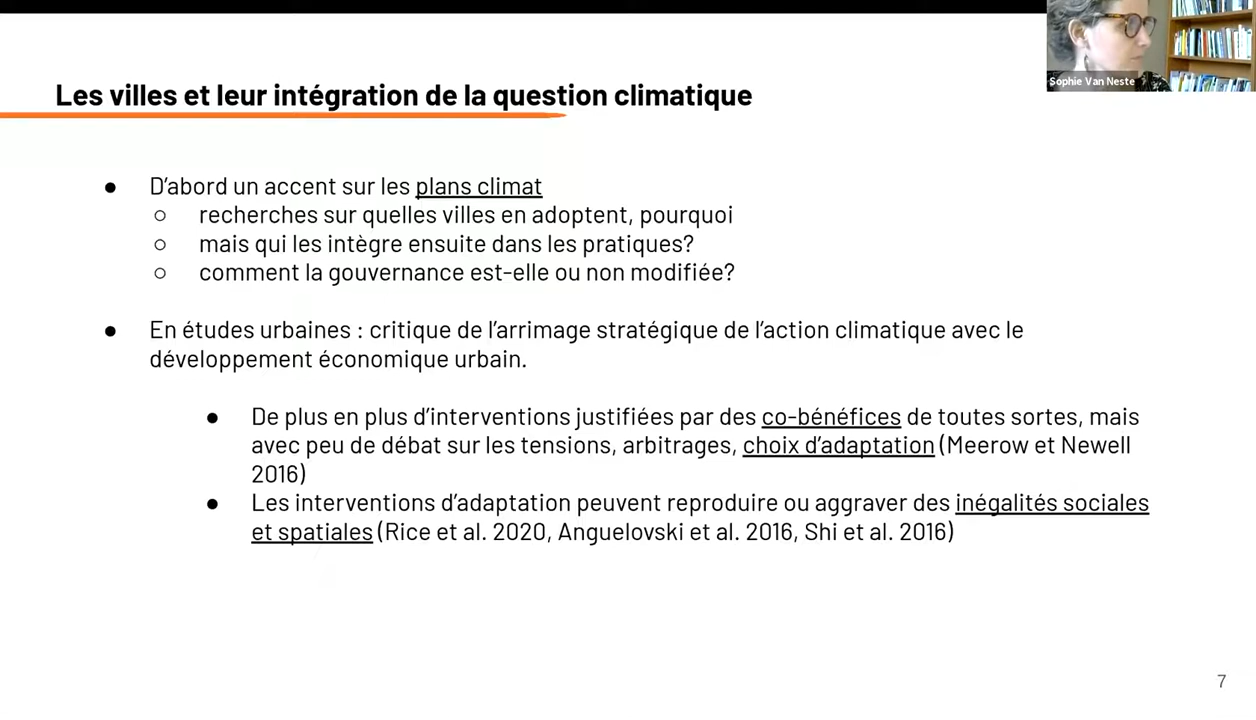 Sophie Van Neste
Les villes et leur intégration de la question climatique
● D'abord un accent sur les plans climat
○ recherches sur quelles villes en adoptent, pourquoi
○ mais qui les intègre ensuite dans les pratiques?
○ comment la gouvernance est-elle ou non modifiée?
● En études urbaines : critique de l'arrimage stratégique de l'action climatique avec le
développement économique urbain.
● De plus en plus d'interventions justifiées par des co-bénéfices de toutes sortes, mais
avec peu de débat sur les tensions, arbitrages, choix d'adaptation (Meerow et Newell
2016)
● Les interventions d'adaptation peuvent reproduire ou aggraver des inégalités sociales
et spatiales (Rice et al. 2020, Anguelovski et al. 2016, Shi et al. 2016)
7